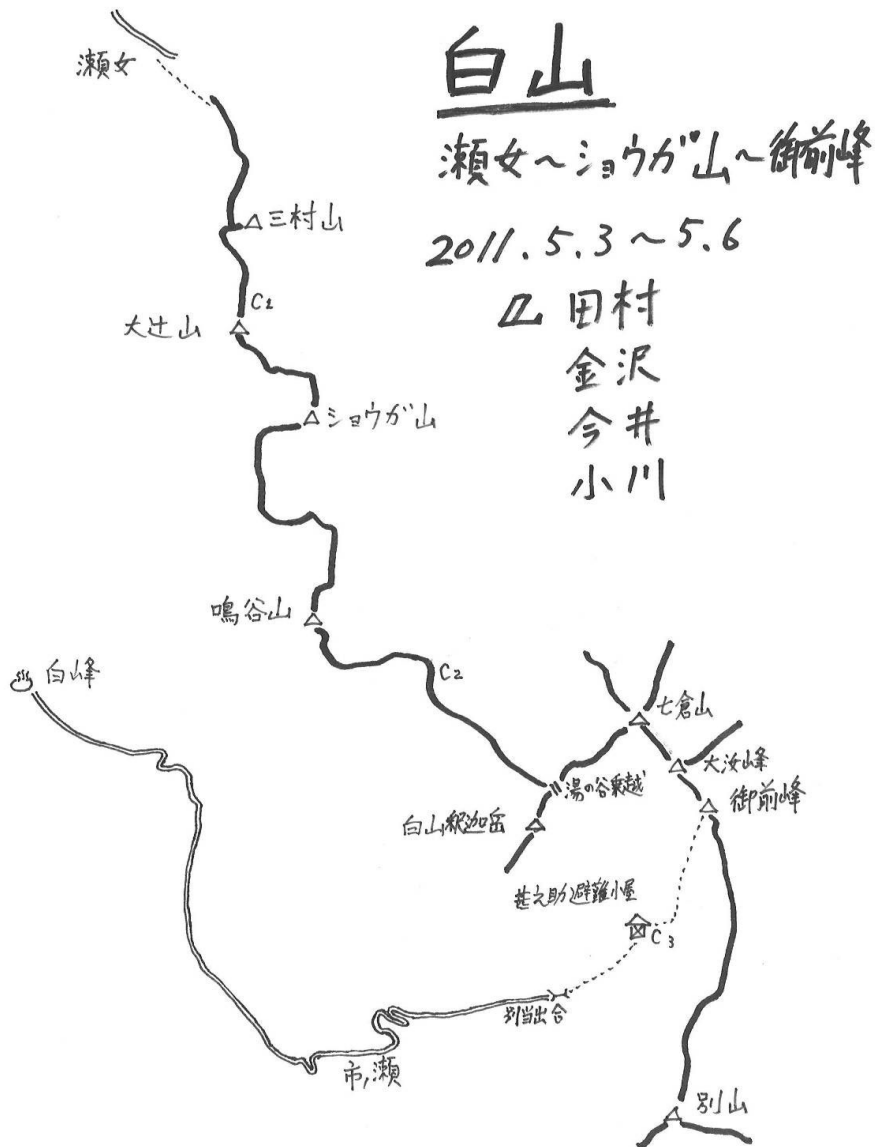 白山
瀬女～ショウガ山～御前峰
2011.5.3～5.6
田村
金沢
今井
小川
瀬女
三村山
C1
大辻山
ショウガ山
鳴谷山
白峰
C2
七倉山
大汝峰
湯の谷乗越
御前峰
白山釈迦岳
甚之助避難小屋
C3
別当出合
市ノ瀬
別山